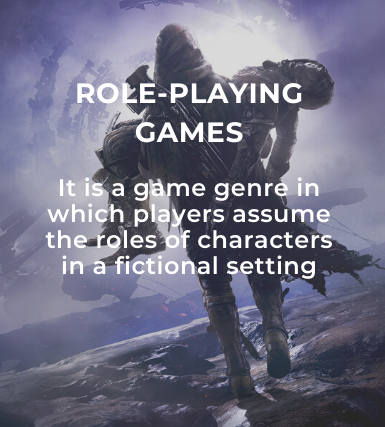 ROLE-PLAYING
GAMES
It is a game genre in
which players assume
the roles of characters
in a fictional setting